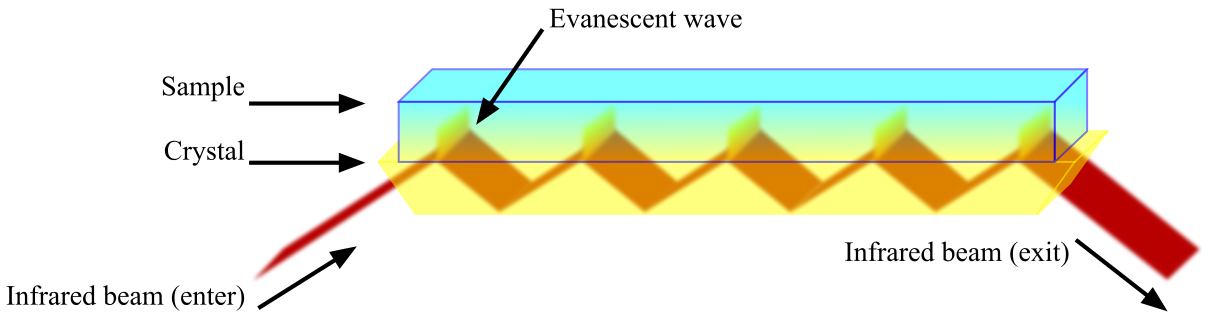 Evanescent wave
Sample
Crystal
Infrared beam (exit)
Infrared beam (enter)